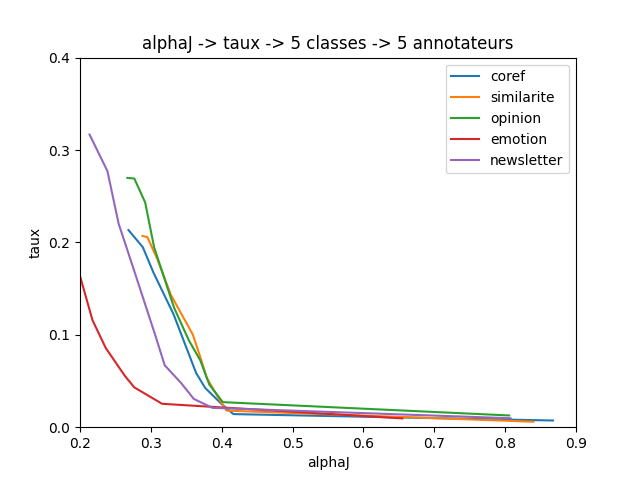 alphaJ -> taux -> 5 classes -> 5 annotateurs
0.4
0.3
0.2
0.1
0.0
taux
coref
similarite
opinion
emotion
newsletter
0.2 0.3 0.4 0.5 0.6 0.7 0.8 0.9
alphaJ